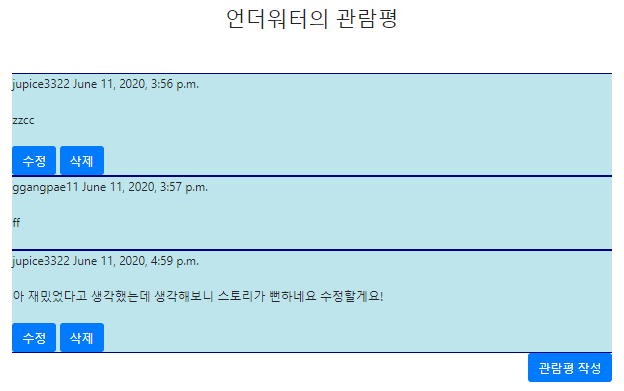 언더워터의 관람평
jupice3322 June 11, 2020, 3:56 p.m.
zzcc
수정 삭제
ggangpae11 June 11, 2020, 3:57 p.m.
ff
jupice3322 June 11, 2020, 4:59 p.m.
아 재밌었다고 생각했는데 생각해보니 스토리가 뻔하네요 수정할게요!
수정 삭제
관람평 작성